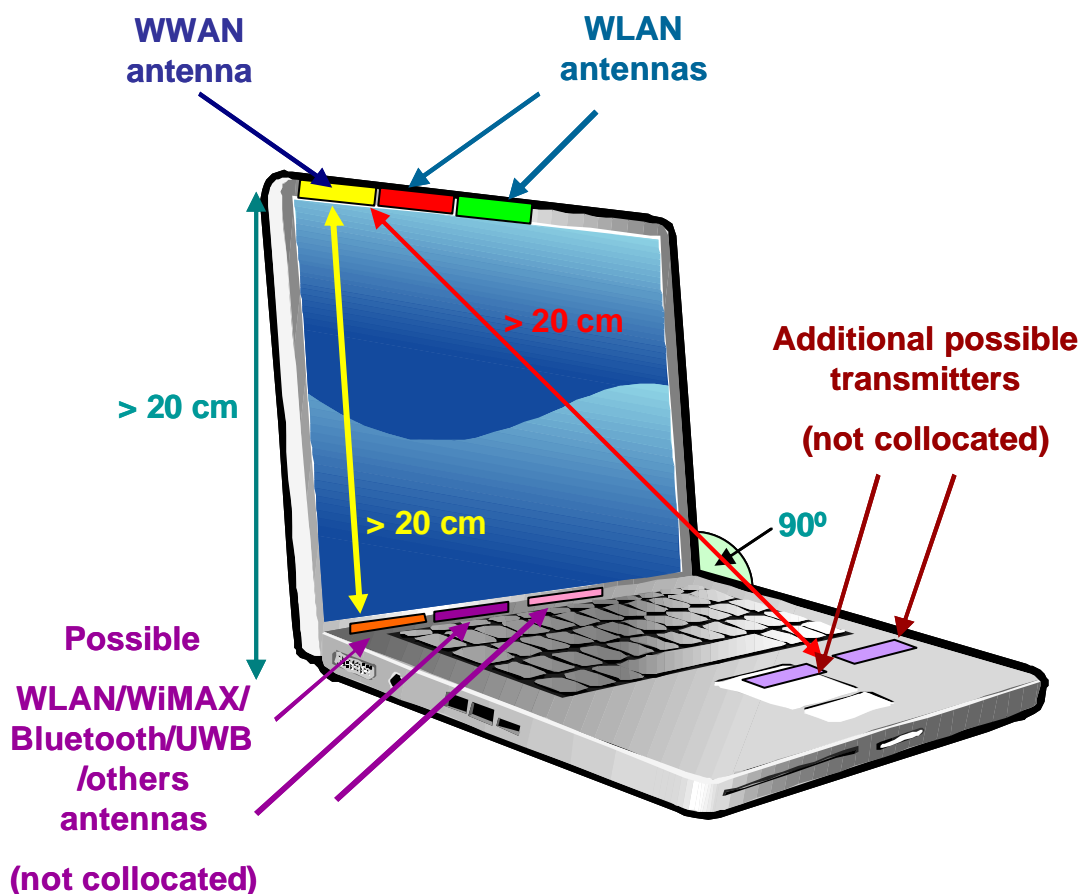 WWAN
antenna
WLAN
antennas
> 20 cm
Additional possible
transmitters
(not collocated)
> 20 cm
> 20 cm
90º
Possible
WLAN/WiMAX/
Bluetooth/UWB
/others
antennas
(not collocated)